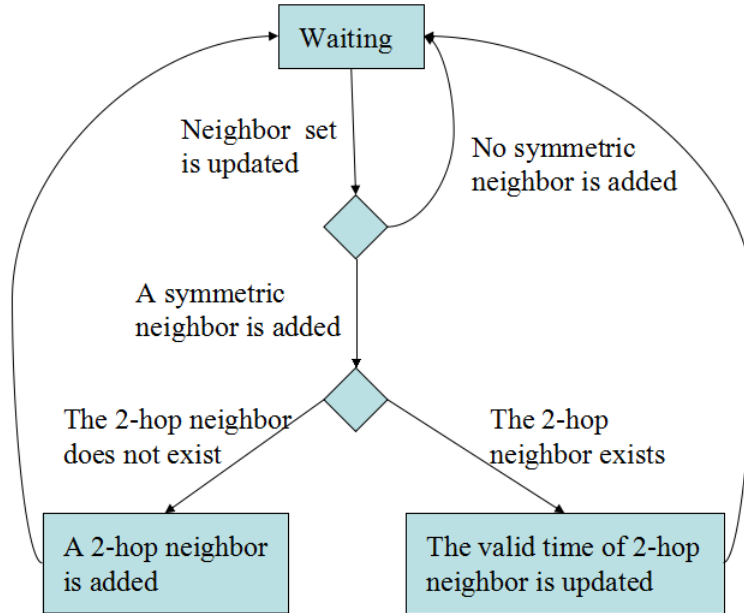 Waiting
Neighbor set
is updated
No symmetric
neighbor is added
A symmetric
neighbor is added
The 2-hop neighbor
does not exist
The 2-hop
neighbor exists
A 2-hop neighbor
is added
The valid time of 2-hop
neighbor is updated